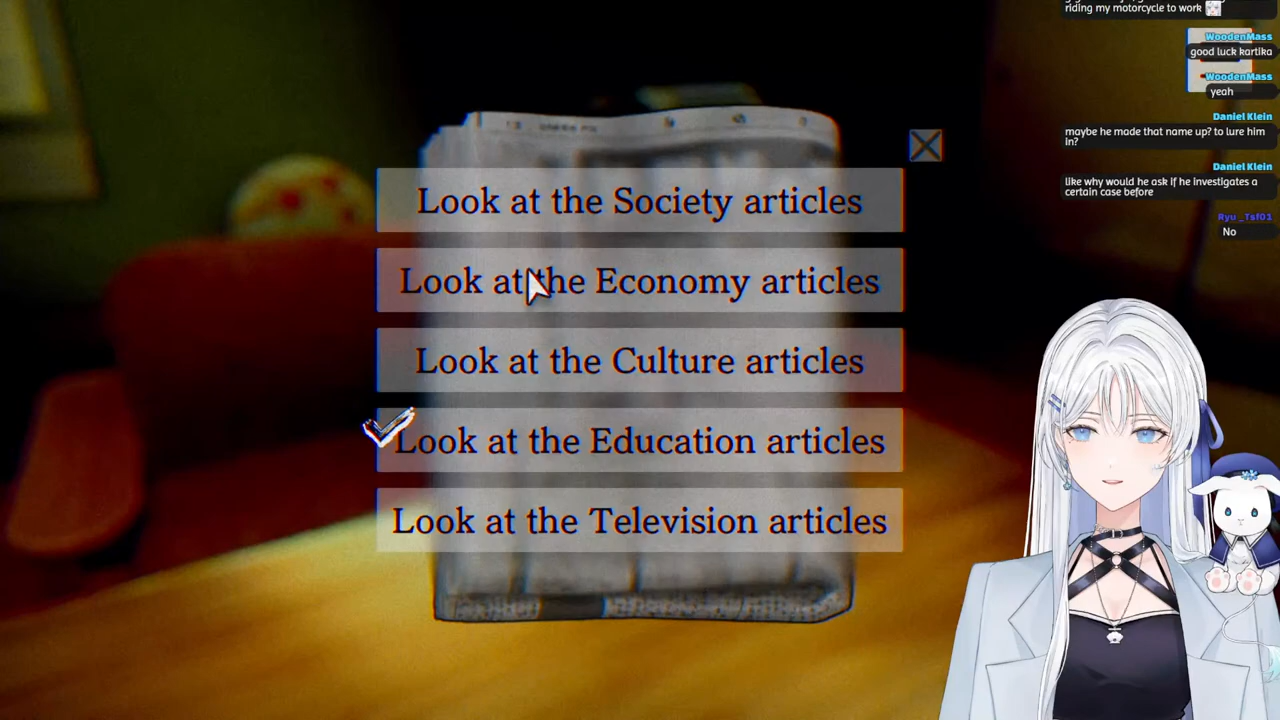 riding my motorcycle to work
WoodenMass
good luck kartika
WoodenMass
yeah
Daniel Klein
maybe he made that name up? to lure him
in?
Daniel Klein
like why would he ask if he investigates a
certain case before
Ryu_Tsf01
No
Look at the Society articles
Look at the Economy articles
Look at the Culture articles
Look at the Education articles
Look at the Television articles